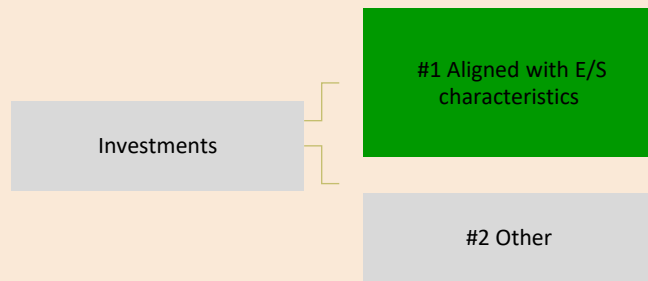 #1 Aligned with E/S
characteristics
Investments
#2 Other